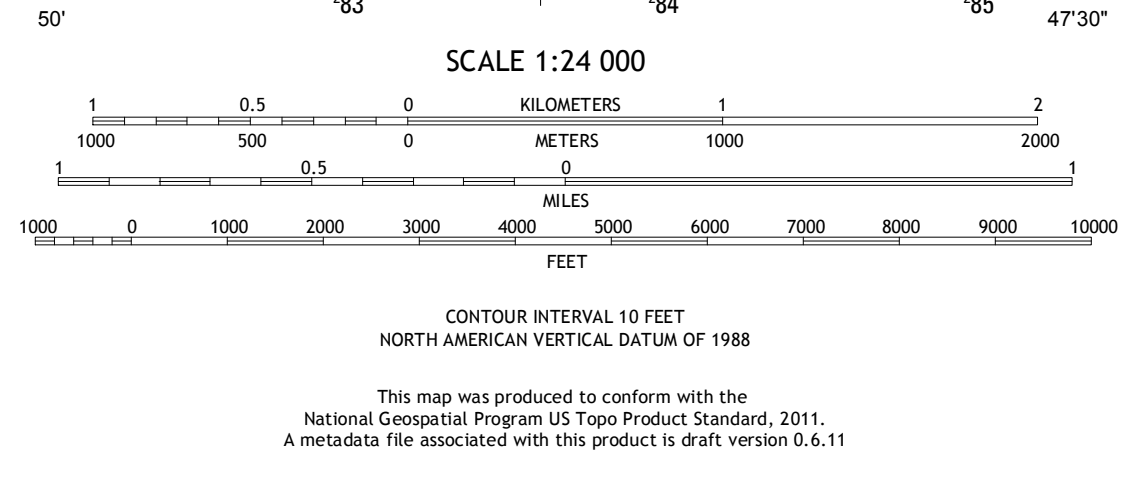 50' ²83 ²84 ²85 47'30"
SCALE 1:24 000
1 0.5 0 KILOMETERS 1 2
1000 500 0 METERS 1000 2000
1 0.5 0 1
MILES
1000 0 1000 2000 3000 4000 5000 6000 7000 8000 9000 10000
FEET
CONTOUR INTERVAL 10 FEET
NORTH AMERICAN VERTICAL DATUM OF 1988
This map was produced to conform with the
National Geospatial Program US Topo Product Standard, 2011.
A metadata file associated with this product is draft version 0.6.11